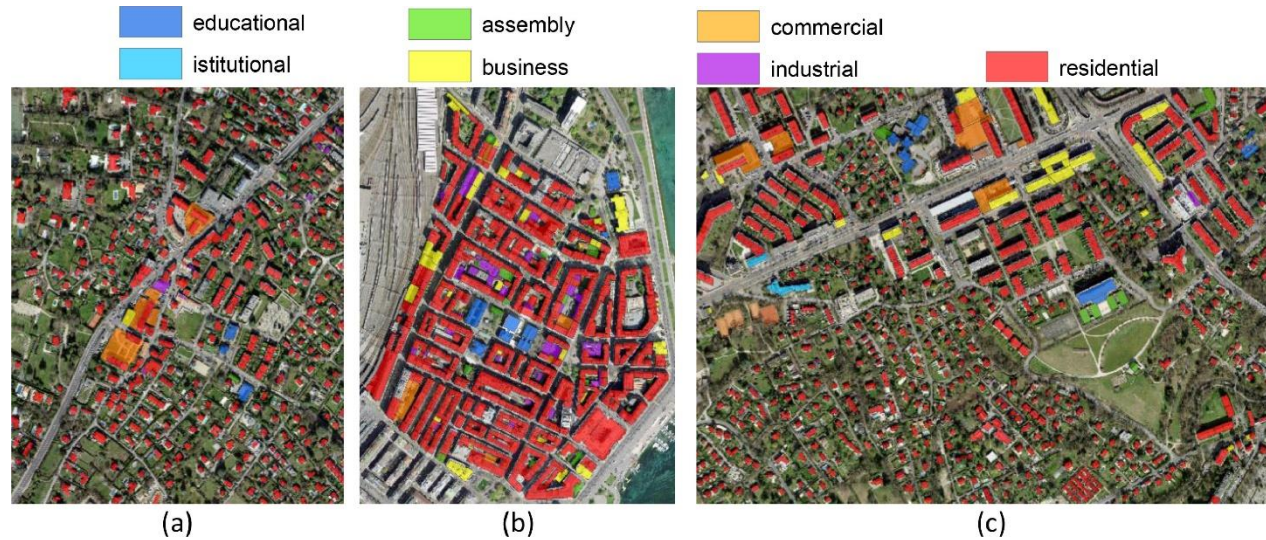 educational
assembly
commercial
istitutional
business
industrial
residential
(a)
(b)
(c)